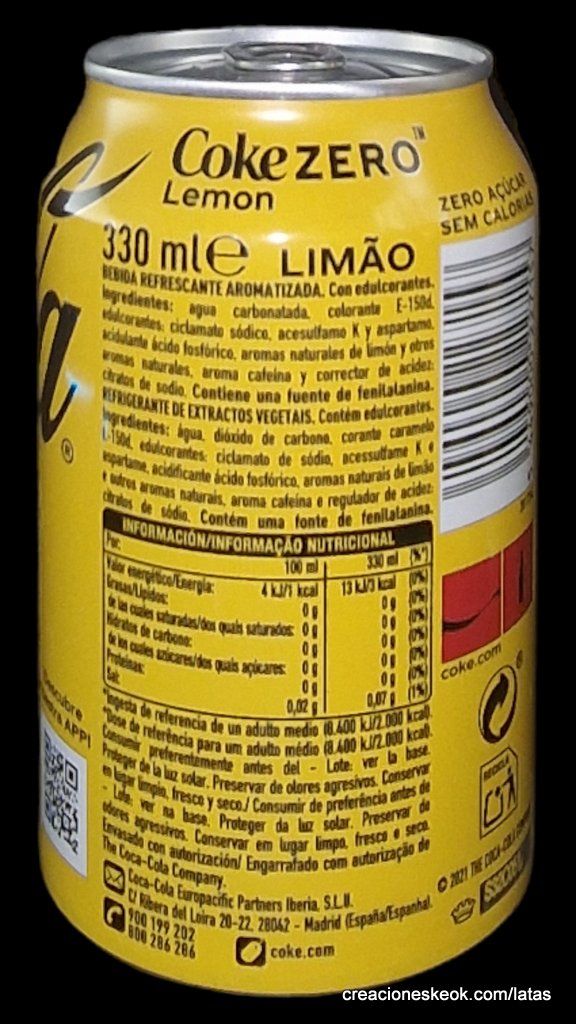 Coke ZERO™
Lemon
330 ml e LIMÃO
BEBIDA REFRESCANTE AROMATIZADA. Con edulcorantes.
Ingredientes: agua carbonatada, colorante E-150d,
edulcorantes: ciclamato sódico, acesulfamo K y aspartamo,
acidulante ácido fosfórico, aromas naturales de limón y otros
aromas naturales, aroma cafeína y corrector de acidez:
citratos de sodio. Contiene una fuente de fenilalanina.
REFRIGERANTE DE EXTRACTOS VEGETAIS. Contém edulcorantes.
Ingredientes: água, dióxido de carbono, corante caramelo
E-150d, edulcorantes: ciclamato de sódio, acessulfame K e
aspartame, acidificante ácido fosfórico, aromas naturais de limão
e outros aromas naturais, aroma cafeína e regulador de acidez:
citratos de sódio. Contém uma fonte de fenilalanina.
INFORMACIÓN/INFORMAÇÃO NUTRICIONAL
Por: 100 ml 330 ml (%*)
Valor energético/Energia: 4 kJ/1 kcal 13 kJ/3 kcal (0%)
Grasas/Lípidos: 0 g 0 g (0%)
de las cuales saturadas/dos quais saturados: 0 g 0 g (0%)
Hidratos de carbono: 0 g 0 g (0%)
de los cuales azúcares/dos quais açúcares: 0 g 0 g (0%)
Proteínas: 0 g 0 g (0%)
Sal: 0,02 g 0,07 g (1%)
*Ingesta de referencia de un adulto medio (8.400 kJ/2.000 kcal).
*Dose de referência para um adulto médio (8.400 kJ/2.000 kcal).
Consumir preferentemente antes del - Lote: ver la base.
Proteger de la luz solar. Preservar de olores agresivos. Conservar
en lugar limpio, fresco y seco./ Consumir de preferência antes de
- Lote: ver na base. Proteger da luz solar. Preservar de
odores agressivos. Conservar em lugar limpo, fresco e seco.
Envasado con autorización/ Engarrafado com autorização de
The Coca-Cola Company.
Coca-Cola Europacific Partners Iberia, S.L.U.
C/ Ribera del Loira 20-22, 28042 - Madrid (España/Espanha).
900 199 202
800 286 286
coke.com
ZERO AÇÚCAR
SEM CALORIAS
coke.com
®
RECICLA
© 2021 THE COCA-COLA
a®
Descubre
APP!
creacioneskeok.com/latas